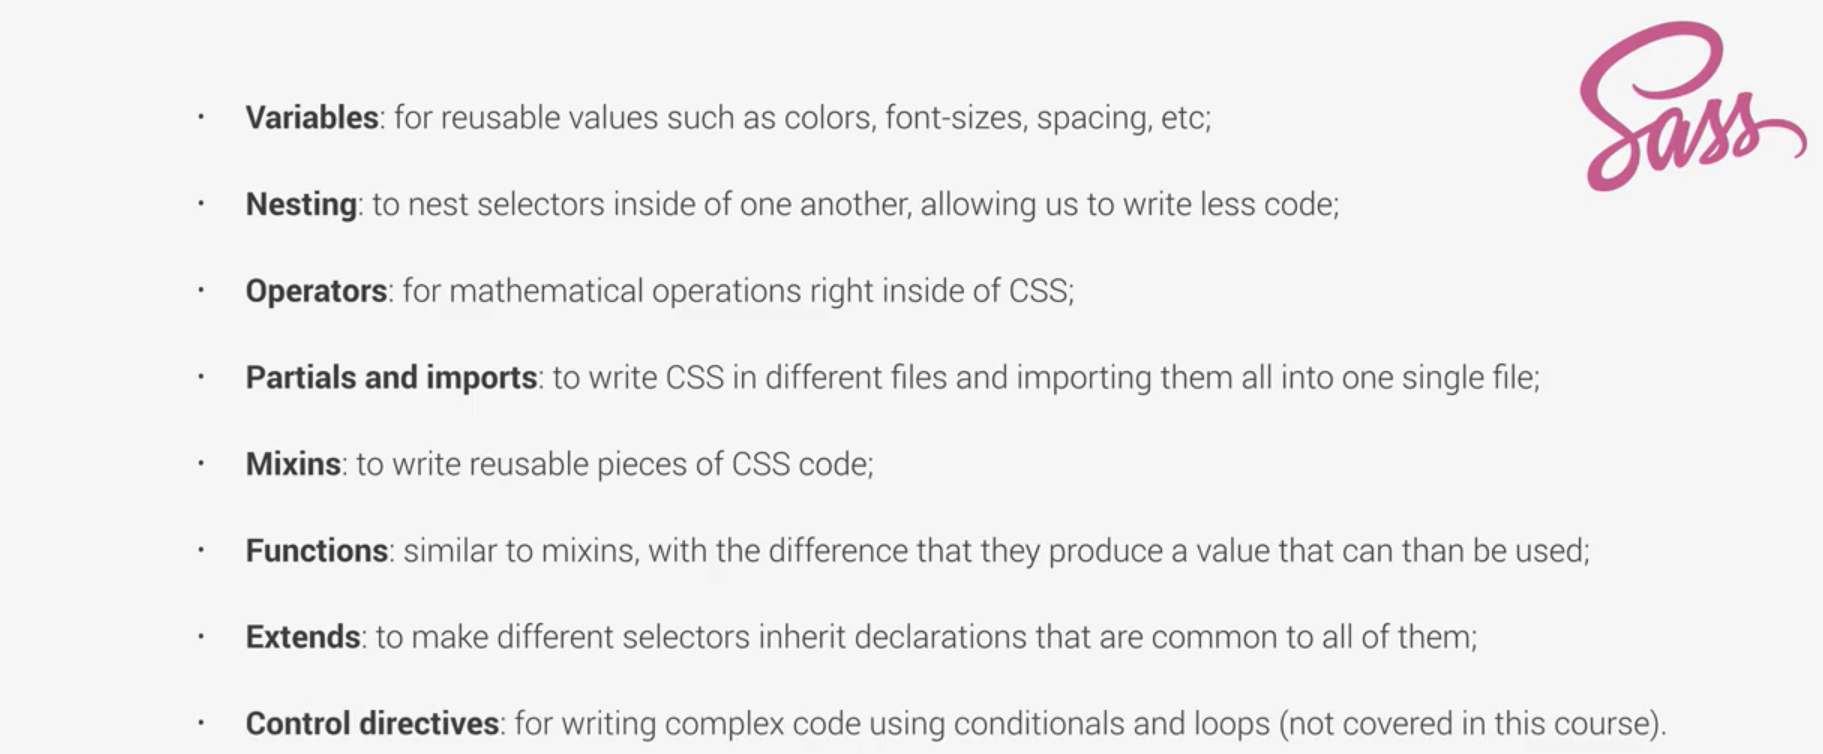 Sass
· Variables: for reusable values such as colors, font-sizes, spacing, etc;
· Nesting: to nest selectors inside of one another, allowing us to write less code;
· Operators: for mathematical operations right inside of CSS;
· Partials and imports: to write CSS in different files and importing them all into one single file;
· Mixins: to write reusable pieces of CSS code;
· Functions: similar to mixins, with the difference that they produce a value that can than be used;
· Extends: to make different selectors inherit declarations that are common to all of them;
· Control directives: for writing complex code using conditionals and loops (not covered in this course).